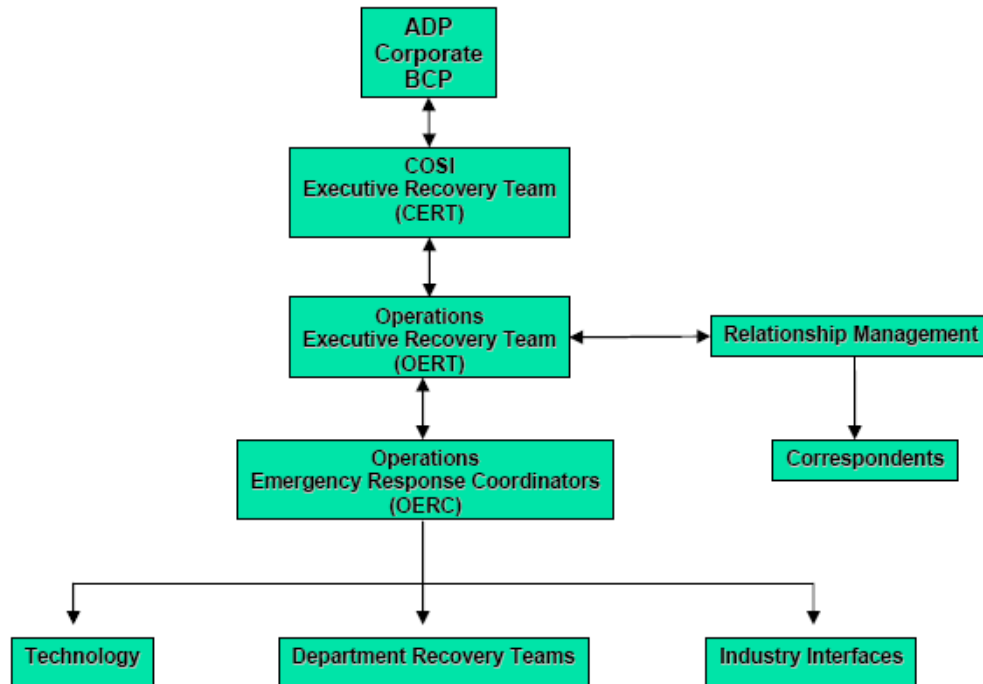 ADP
Corporate
BCP
COSI
Executive Recovery Team
(CERT)
Operations
Executive Recovery Team
(OERT)
Relationship Management
Operations
Emergency Response Coordinators
(OERC)
Correspondents
Technology
Department Recovery Teams
Industry Interfaces